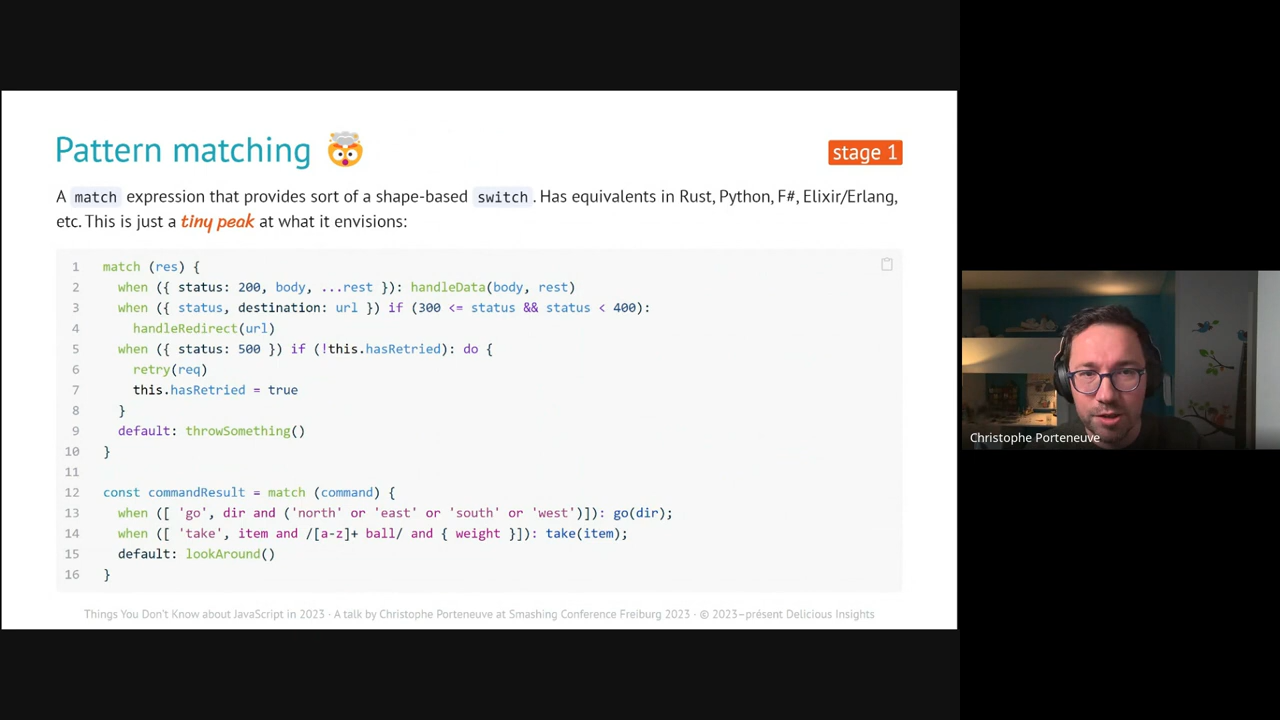 Pattern matching 🤯
stage 1
A match expression that provides sort of a shape-based switch. Has equivalents in Rust, Python, F#, Elixir/Erlang,
etc. This is just a tiny peak at what it envisions:
1 match (res) {
2 when ({ status: 200, body, ...rest }): handleData(body, rest)
3 when ({ status, destination: url }) if (300 <= status && status < 400):
4 handleRedirect(url)
5 when ({ status: 500 }) if (!this.hasRetried): do {
6 retry(req)
7 this.hasRetried = true
8 }
9 default: throwSomething()
10 }
11
12 const commandResult = match (command) {
13 when ([ 'go', dir and ('north' or 'east' or 'south' or 'west')]): go(dir);
14 when ([ 'take', item and /[a-z]+ ball/ and { weight }]): take(item);
15 default: lookAround()
16 }
Things You Don't Know about JavaScript in 2023 · A talk by Christophe Porteneuve at Smashing Conference Freiburg 2023 · © 2023–présent Delicious Insights
Christophe Porteneuve